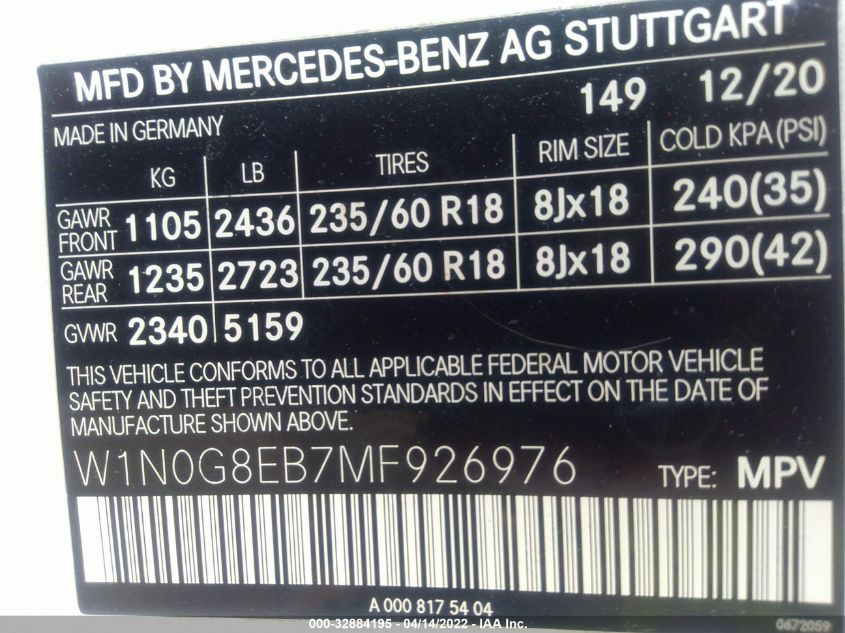 MFD BY MERCEDES-BENZ AG STUTTGART
149 12/20
MADE IN GERMANY
KG LB TIRES RIM SIZE COLD KPA (PSI)
GAWR FRONT 1105 2436 235/60 R18 8Jx18 240(35)
GAWR REAR 1235 2723 235/60 R18 8Jx18 290(42)
GVWR 2340 5159
THIS VEHICLE CONFORMS TO ALL APPLICABLE FEDERAL MOTOR VEHICLE
SAFETY AND THEFT PREVENTION STANDARDS IN EFFECT ON THE DATE OF
MANUFACTURE SHOWN ABOVE.
W1N0G8EB7MF926976 TYPE: MPV
A 000 817 54 04
0672059
000-32884195 - 04/14/2022 - IAA Inc.